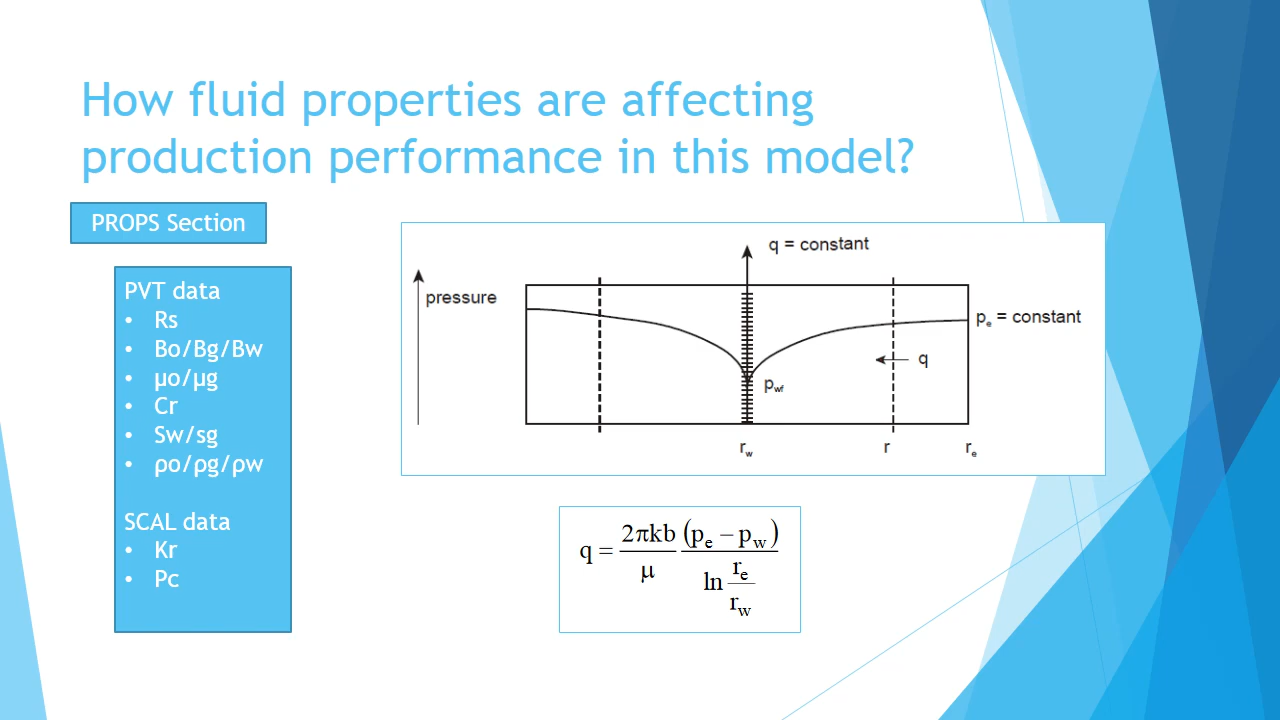 How fluid properties are affecting
production performance in this model?
PROPS Section
PVT data
• Rs
• Bo/Bg/Bw
• μo/μg
• Cr
• Sw/sg
• ρo/ρg/ρw
SCAL data
• Kr
• Pc
q = constant
pressure
pe = constant
q
pwf
rw
r
re
q = 2πkb/μ (pe − pw)/ln re/rw